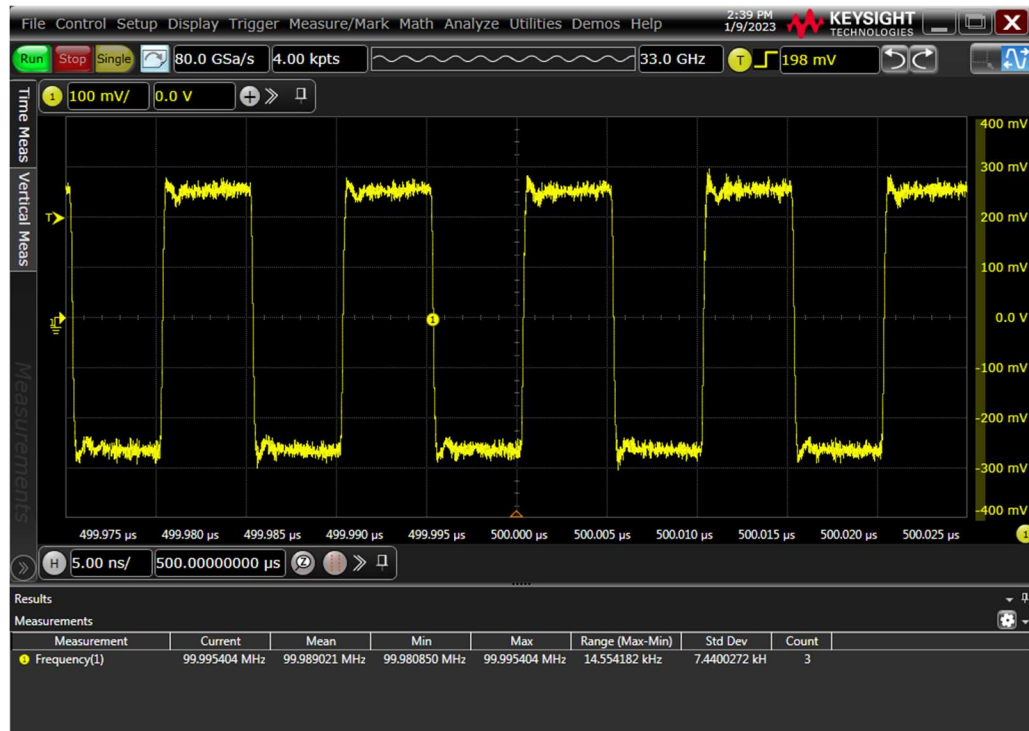 File Control Setup Display Trigger Measure/Mark Math Analyze Utilities Demos Help
2:39 PM
1/9/2023
KEYSIGHT
TECHNOLOGIES
X
Run Stop Single 80.0 GSa/s 4.00 kpts 33.0 GHz T 198 mV
1 100 mV/ 0.0 V
Time Meas
Vertical Meas
Measurements
T
1
1
400 mV
300 mV
200 mV
100 mV
0.0 V
-100 mV
-200 mV
-300 mV
-400 mV
499.975 µs 499.980 µs 499.985 µs 499.990 µs 499.995 µs 500.000 µs 500.005 µs 500.010 µs 500.015 µs 500.020 µs 500.025 µs
1
H 5.00 ns/ 500.00000000 µs Z
Results
Measurements
Measurement Current Mean Min Max Range (Max-Min) Std Dev Count
1 Frequency(1) 99.995404 MHz 99.989021 MHz 99.980850 MHz 99.995404 MHz 14.554182 kHz 7.4400272 kH 3